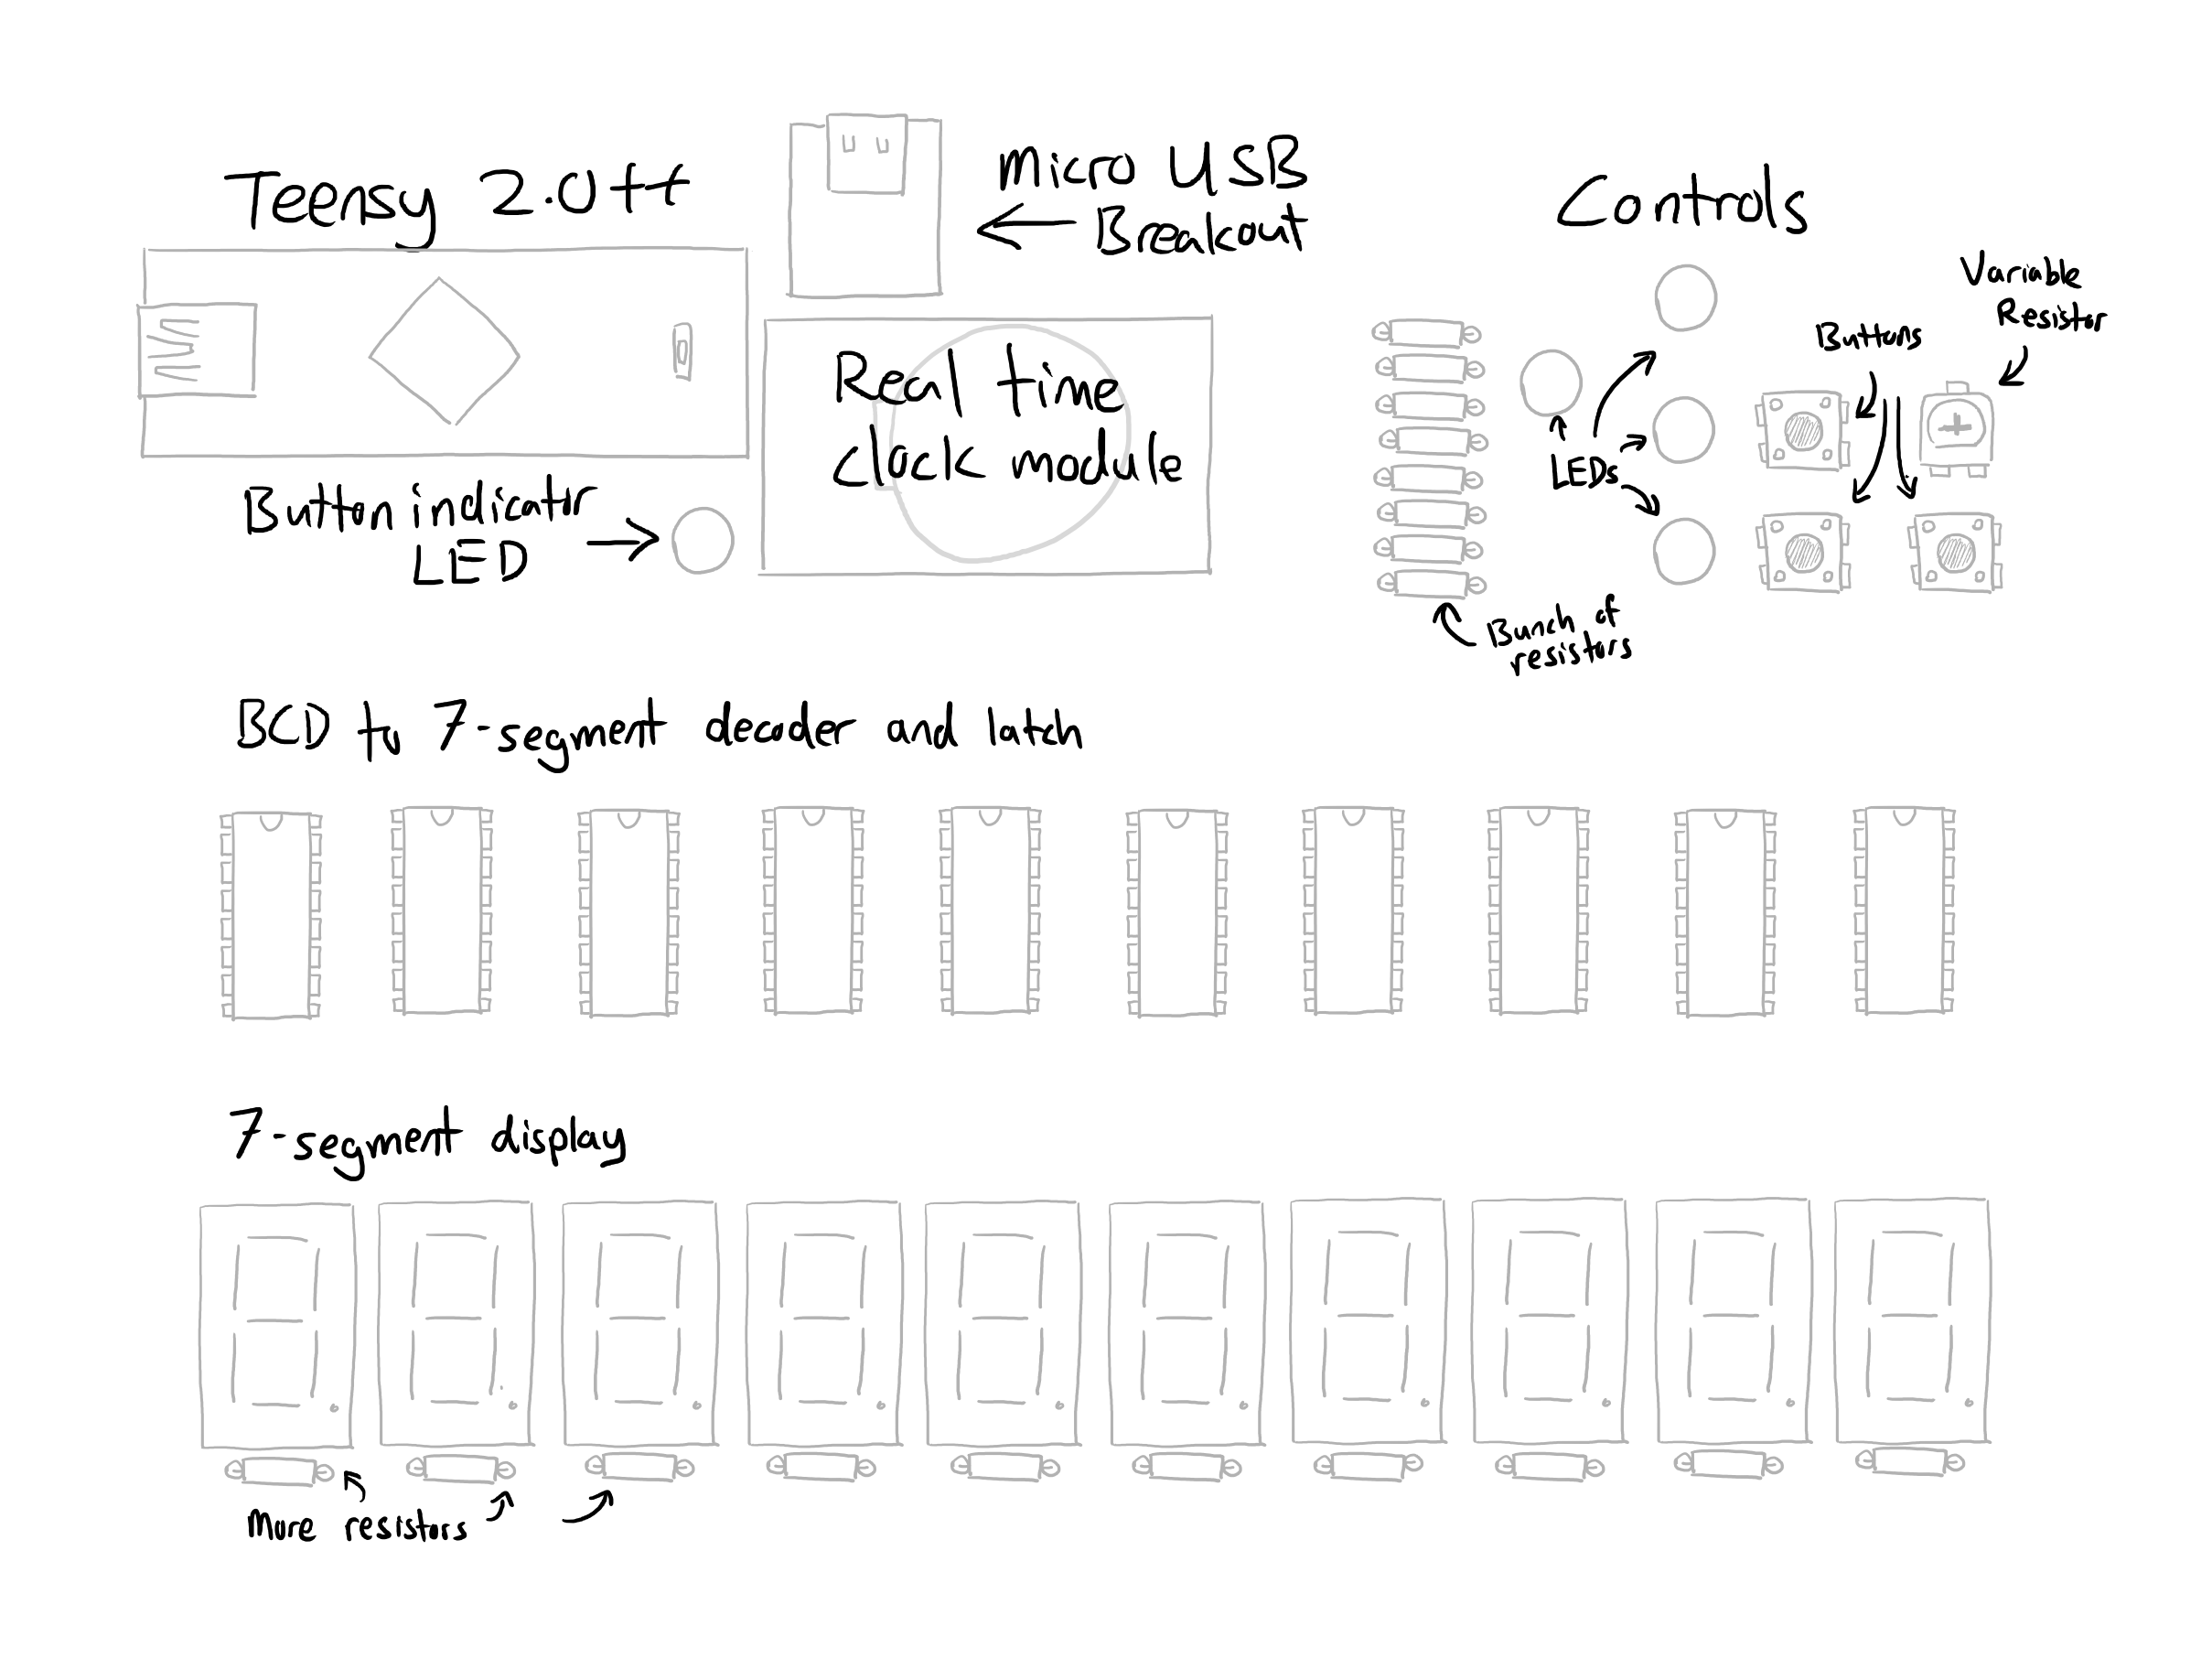 Teensy 2.0++
Micro USB
Breakout
Controls
Variable
Resistor
Buttons
Real time
clock module
LEDs
Button indicator
LED
Bunch of
resistors
BCD to 7-segment decoder and latch
7-segment display
More resistors